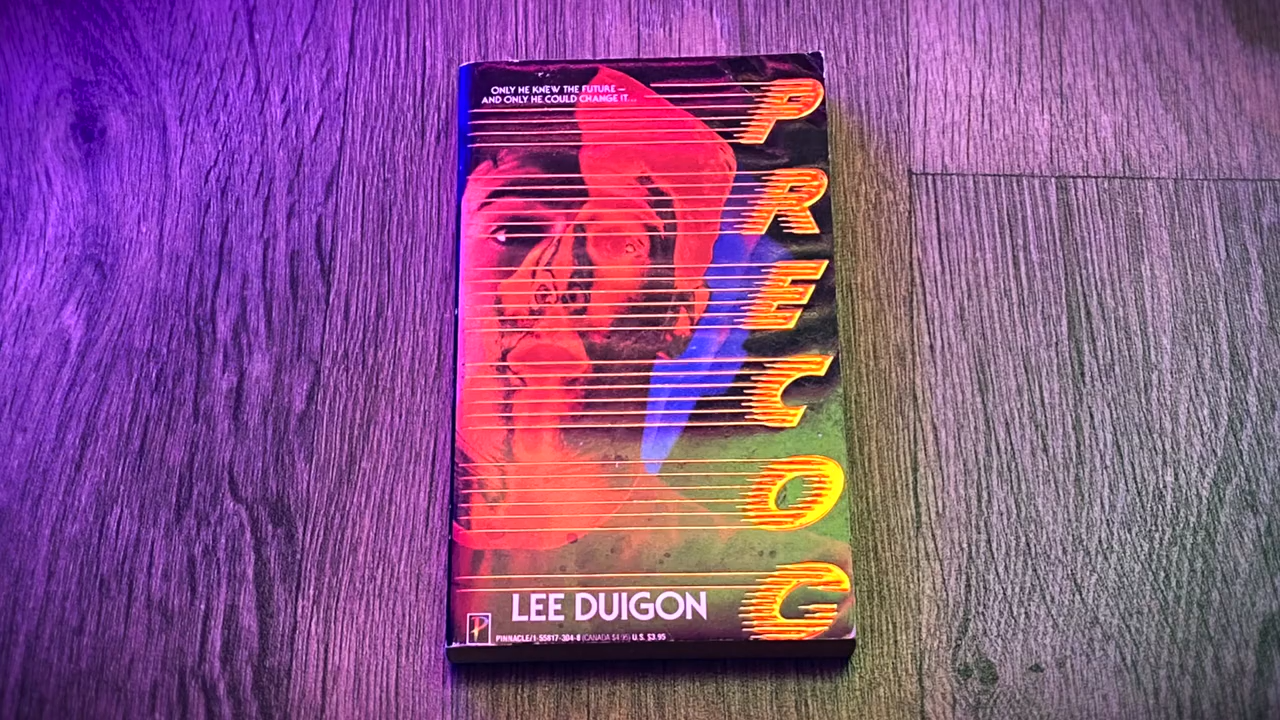 ONLY HE KNEW THE FUTURE—
AND ONLY HE COULD CHANGE IT...
PRECOG
LEE DUIGON
P
PINNACLE/1-55817-304-8 (CANADA $4.95) U.S. $3.95